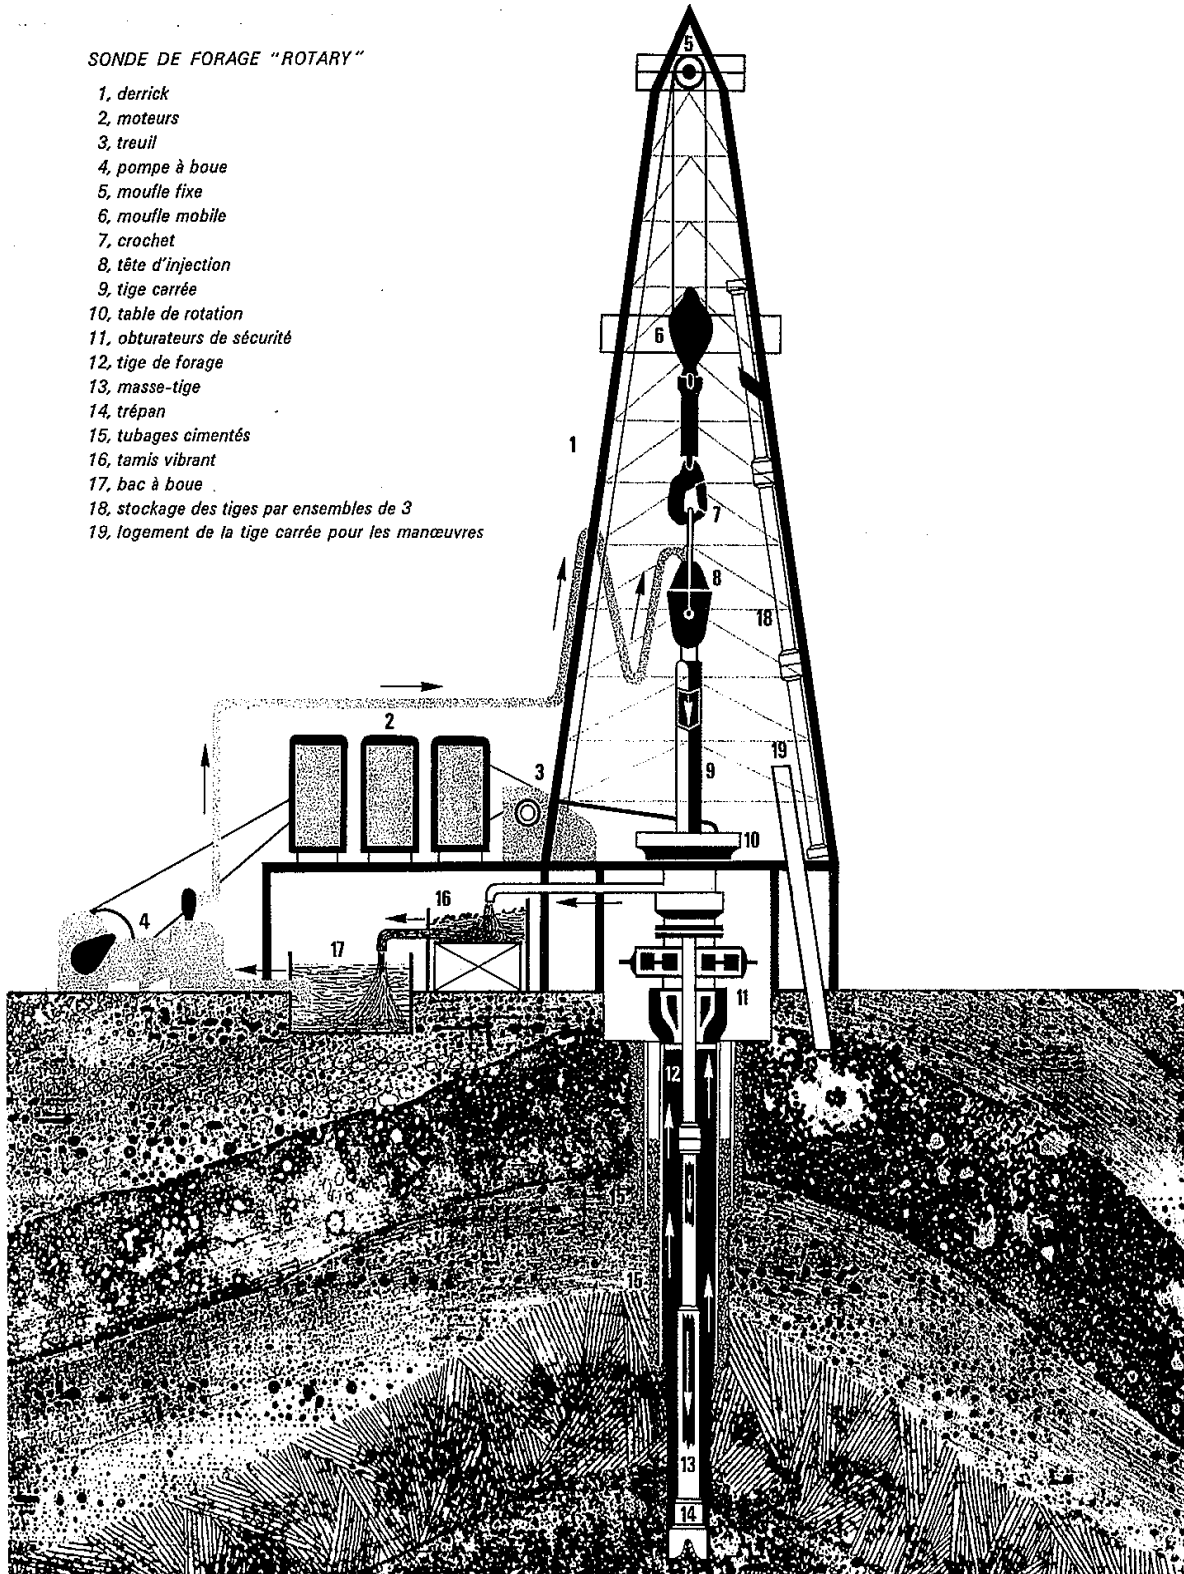 SONDE DE FORAGE "ROTARY"
1, derrick
2, moteurs
3, treuil
4, pompe à boue
5, moufle fixe
6, moufle mobile
7, crochet
8, tête d'injection
9, tige carrée
10, table de rotation
11, obturateurs de sécurité
12, tige de forage
13, masse-tige
14, trépan
15, tubages cimentés
16, tamis vibrant
17, bac à boue
18, stockage des tiges par ensembles de 3
19, logement de la tige carrée pour les manœuvres
5
6
1
7
8
18
2
19
3
9
10
16
4
17
11
12
15
15
13
14